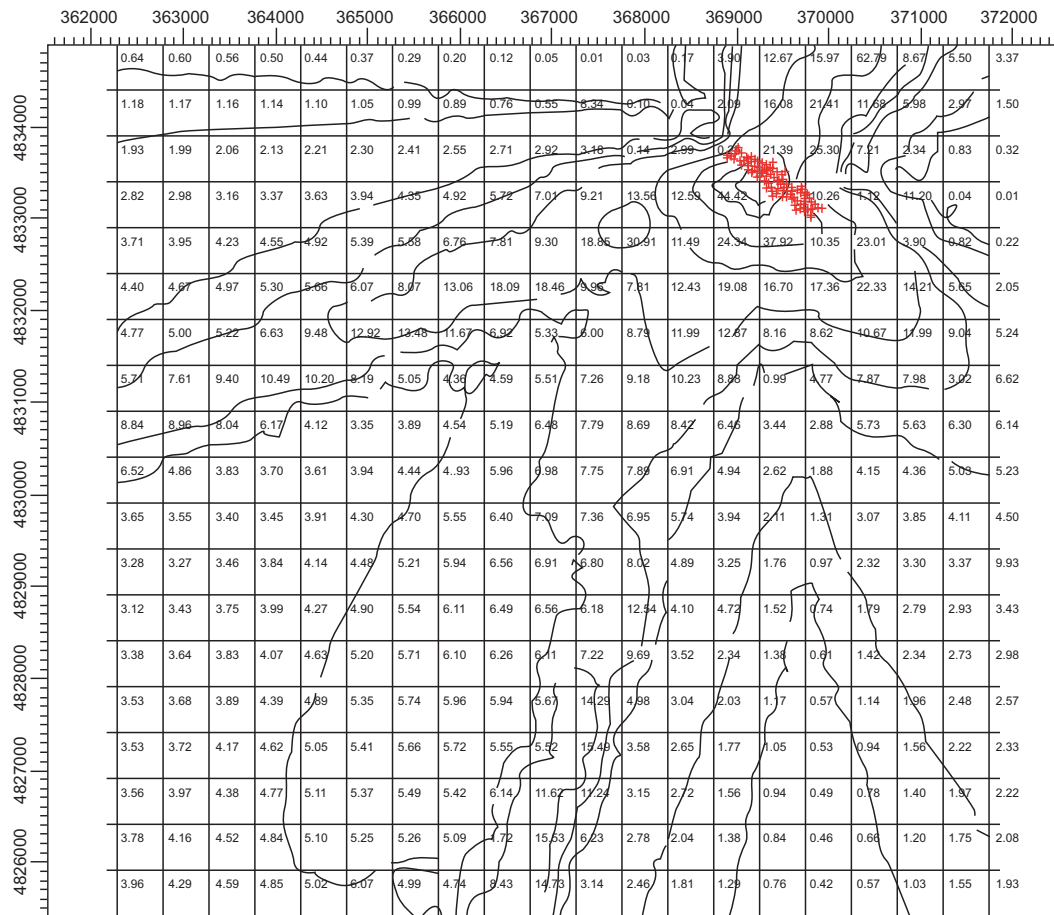 362000 363000 364000 365000 366000 367000 368000 369000 370000 371000 372000
0.64 0.60 0.56 0.50 0.44 0.37 0.29 0.20 0.12 0.05 0.01 0.03 0.17 3.90 12.67 15.97 62.79 8.67 5.50 3.37
4834000
1.18 1.17 1.16 1.14 1.10 1.05 0.99 0.89 0.76 0.55 8.34 0.10 0.04 2.09 16.08 21.41 11.68 5.98 2.97 1.50
1.93 1.99 2.06 2.13 2.21 2.30 2.41 2.55 2.71 2.92 3.18 0.14 2.99 21.39 25.30 7.21 2.34 0.83 0.32
4833000
2.82 2.98 3.16 3.37 3.63 3.94 4.35 4.92 5.72 7.01 9.21 13.56 12.59 44.42 10.26 1.12 11.20 0.04 0.01
3.71 3.95 4.23 4.55 4.92 5.39 5.88 6.76 7.81 9.30 18.85 30.91 11.49 24.34 37.92 10.35 23.01 3.90 0.82 0.22
4832000
4.40 4.67 4.97 5.30 5.66 6.07 8.07 13.06 18.09 18.46 9.95 7.81 12.43 19.08 16.70 17.36 22.33 14.21 5.65 2.05
4.77 5.00 5.22 6.63 9.48 12.92 13.48 11.67 6.92 5.33 6.00 8.79 11.99 12.87 8.16 8.62 10.67 11.99 9.04 5.24
4831000
5.71 7.61 9.40 10.49 10.20 8.19 5.05 4.36 4.59 5.51 7.26 9.18 10.23 8.88 0.99 4.77 7.87 7.98 3.02 6.62
8.84 8.96 8.04 6.17 4.12 3.35 3.89 4.54 5.19 6.48 7.79 8.69 8.42 6.46 3.44 2.88 5.73 5.63 6.30 6.14
4830000
6.52 4.86 3.83 3.70 3.61 3.94 4.44 4..93 5.96 6.98 7.75 7.89 6.91 4.94 2.62 1.88 4.15 4.36 5.03 5.23
3.65 3.55 3.40 3.45 3.91 4.30 4.70 5.55 6.40 7.09 7.36 6.95 5.74 3.94 2.11 1.31 3.07 3.85 4.11 4.50
4829000
3.28 3.27 3.46 3.84 4.14 4.48 5.21 5.94 6.56 6.91 6.80 8.02 4.89 3.25 1.76 0.97 2.32 3.30 3.37 9.93
3.12 3.43 3.75 3.99 4.27 4.90 5.54 6.11 6.49 6.56 6.18 12.54 4.10 4.72 1.52 0.74 1.79 2.79 2.93 3.43
4828000
3.38 3.64 3.83 4.07 4.63 5.20 5.71 6.10 6.26 6.11 7.22 9.69 3.52 2.34 1.38 0.61 1.42 2.34 2.73 2.98
3.53 3.68 3.89 4.39 4.89 5.35 5.74 5.96 5.94 5.67 14.29 4.98 3.04 2.03 1.17 0.57 1.14 1.96 2.48 2.57
4827000
3.53 3.72 4.17 4.62 5.05 5.41 5.66 5.72 5.55 5.52 15.49 3.58 2.65 1.77 1.05 0.53 0.94 1.56 2.22 2.33
3.56 3.97 4.38 4.77 5.11 5.37 5.49 5.42 6.14 11.62 11.24 3.15 2.72 1.56 0.94 0.49 0.78 1.40 1.97 2.22
4826000
3.78 4.16 4.52 4.84 5.10 5.25 5.26 5.09 4.72 15.53 6.23 2.78 2.04 1.38 0.84 0.46 0.66 1.20 1.75 2.08
3.96 4.29 4.59 4.85 5.02 6.07 4.99 4.74 8.43 14.73 3.14 2.46 1.81 1.29 0.76 0.42 0.57 1.03 1.55 1.93